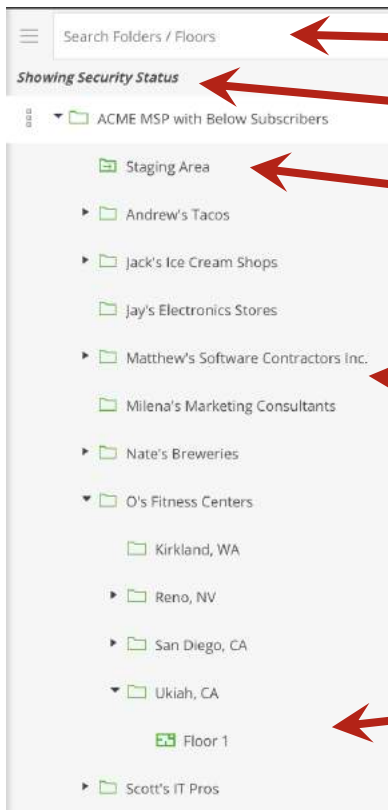 Search Folders / Floors
Showing Security Status
ACME MSP with Below Subscribers
Staging Area
Andrew's Tacos
Jack's Ice Cream Shops
Jay's Electronics Stores
Matthew's Software Contractors Inc.
Milena's Marketing Consultants
Nate's Breweries
O's Fitness Centers
Kirkland, WA
Reno, NV
San Diego, CA
Ukiah, CA
Floor 1
Scott's IT Pros